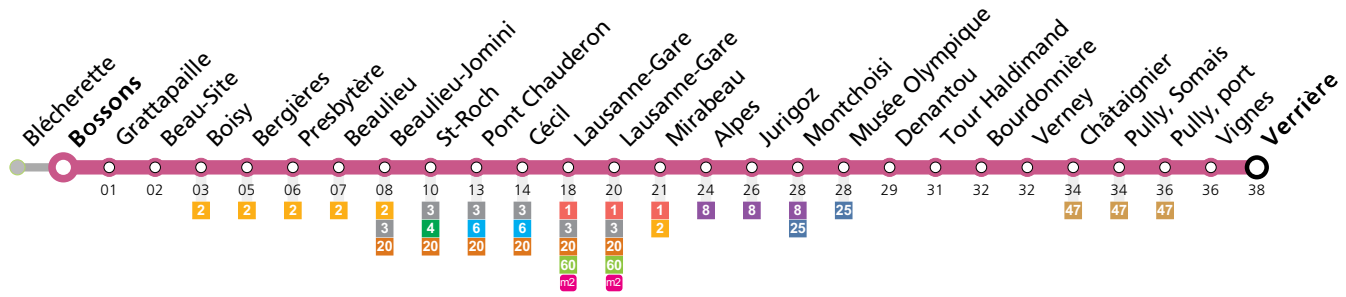 Blécherette
Bossons
Grattapaille
Beau-Site
Boisy
Bergières
Presbytère
Beaulieu
Beaulieu-Jomini
St-Roch
Pont Chauderon
Cécil
Lausanne-Gare
Lausanne-Gare
Mirabeau
Alpes
Jurigoz
Montchoisi
Musée Olympique
Denantou
Tour Haldimand
Bourdonnière
Verney
Châtaignier
Pully, Somais
Pully, port
Vignes
Verrière
01 02 03 05 06 07 08 10 13 14 18 20 21 24 26 28 28 29 31 32 32 34 34 36 36 38
2 2 2 2 2 3 3 3 1 1 1 8 8 8 25 47 47 47
3 4 6 6 3 3 2 25
20 20 20 20 20 20
60 60
m2 m2